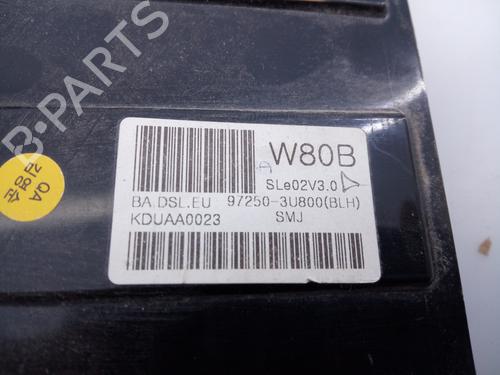 B-PARTS
W80B
A
SLe02V3.0
BA.DSL.EU 97250-3U800(BLH)
KDUAA0023 SMJ
QA